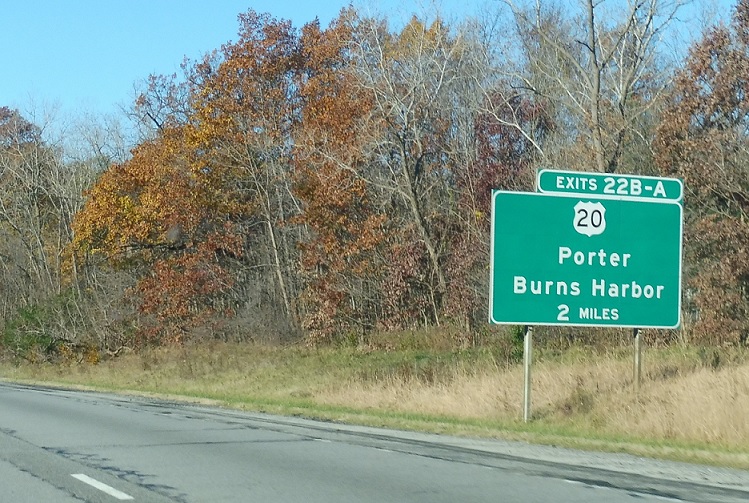 EXITS 22B-A
20
Porter
Burns Harbor
2 MILES